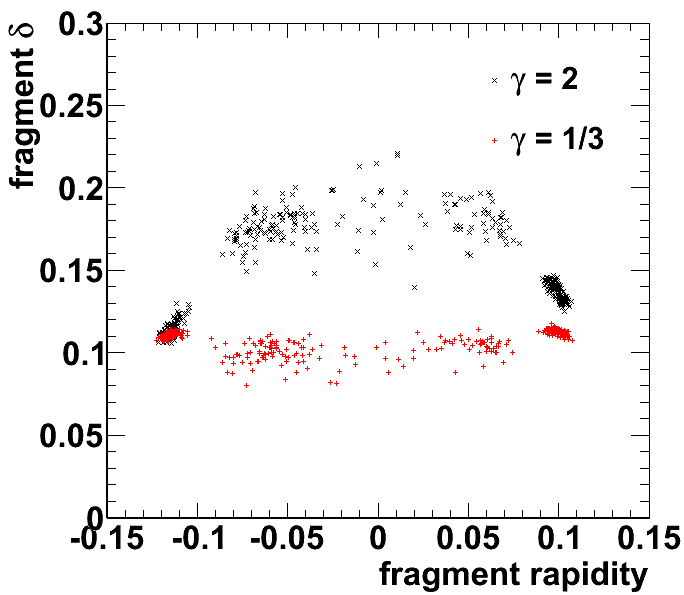 fragment δ
0.3
0.25
0.2
0.15
0.1
0.05
0
γ = 2
γ = 1/3
-0.15 -0.1 -0.05 0 0.05 0.1 0.15
fragment rapidity